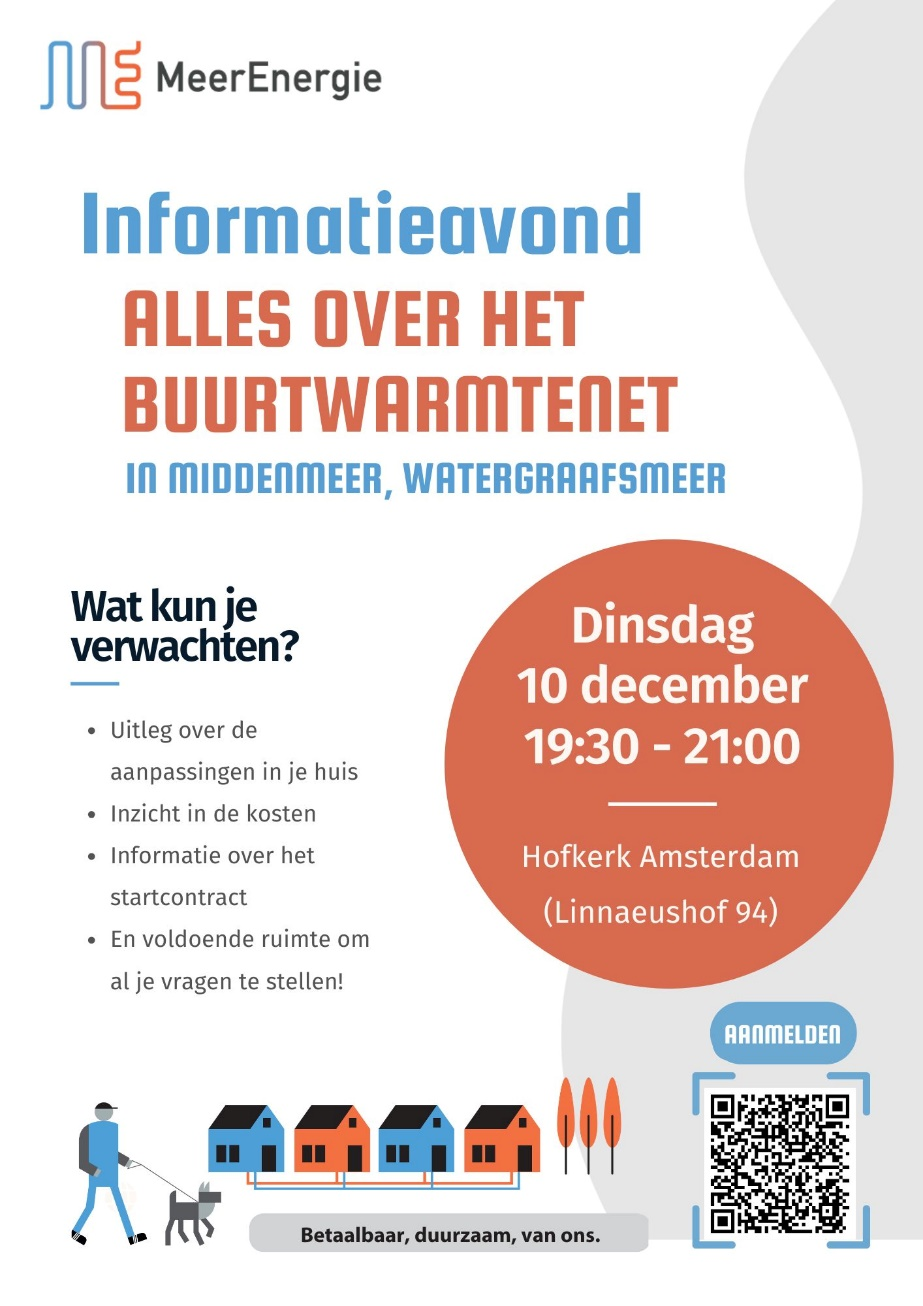 MeerEnergie
Informatieavond
ALLES OVER HET
BUURTWARMTENET
IN MIDDENMEER, WATERGRAAFSMEER
Wat kun je
verwachten?
• Uitleg over de
aanpassingen in je huis
• Inzicht in de kosten
• Informatie over het
startcontract
• En voldoende ruimte om
al je vragen te stellen!
Dinsdag
10 december
19:30 - 21:00
Hofkerk Amsterdam
(Linnaeushof 94)
AANMELDEN
Betaalbaar, duurzaam, van ons.